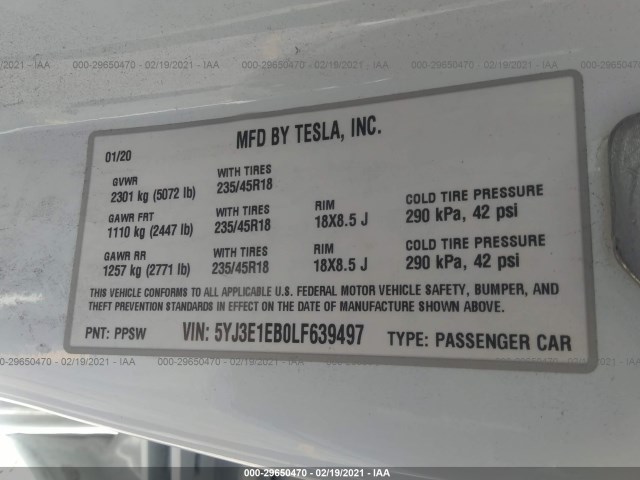 000-29650470 - 02/19/2021 - IAA
MFD BY TESLA, INC.
01/20
GVWR
2301 kg (5072 lb)
WITH TIRES
235/45R18
GAWR FRT
1110 kg (2447 lb)
WITH TIRES
235/45R18
RIM
18X8.5 J
COLD TIRE PRESSURE
290 kPa, 42 psi
GAWR RR
1257 kg (2771 lb)
WITH TIRES
235/45R18
RIM
18X8.5 J
COLD TIRE PRESSURE
290 kPa, 42 psi
THIS VEHICLE CONFORMS TO ALL APPLICABLE U.S. FEDERAL MOTOR VEHICLE SAFETY, BUMPER, AND
THEFT PREVENTION STANDARDS IN EFFECT ON THE DATE OF MANUFACTURE SHOWN ABOVE.
PNT: PPSW VIN: 5YJ3E1EB0LF639497 TYPE: PASSENGER CAR
000-29650470 - 02/19/2021 - IAA